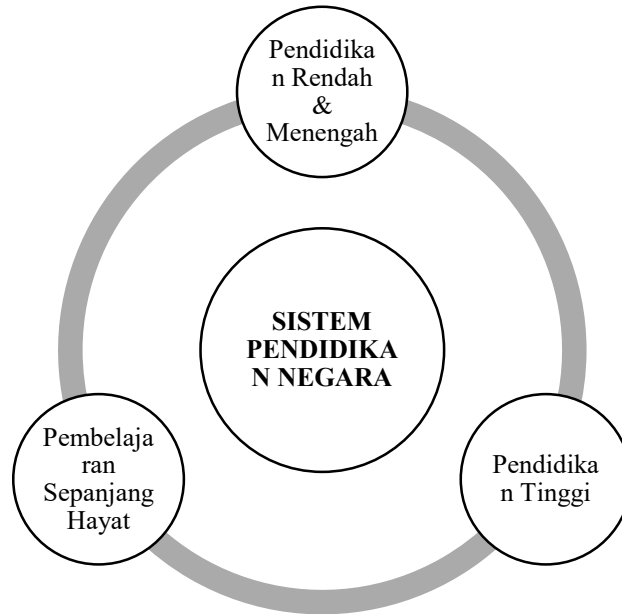 Pendidika
n Rendah
&
Menengah
SISTEM
PENDIDIKA
N NEGARA
Pembelaja
ran
Sepanjang
Hayat
Pendidika
n Tinggi